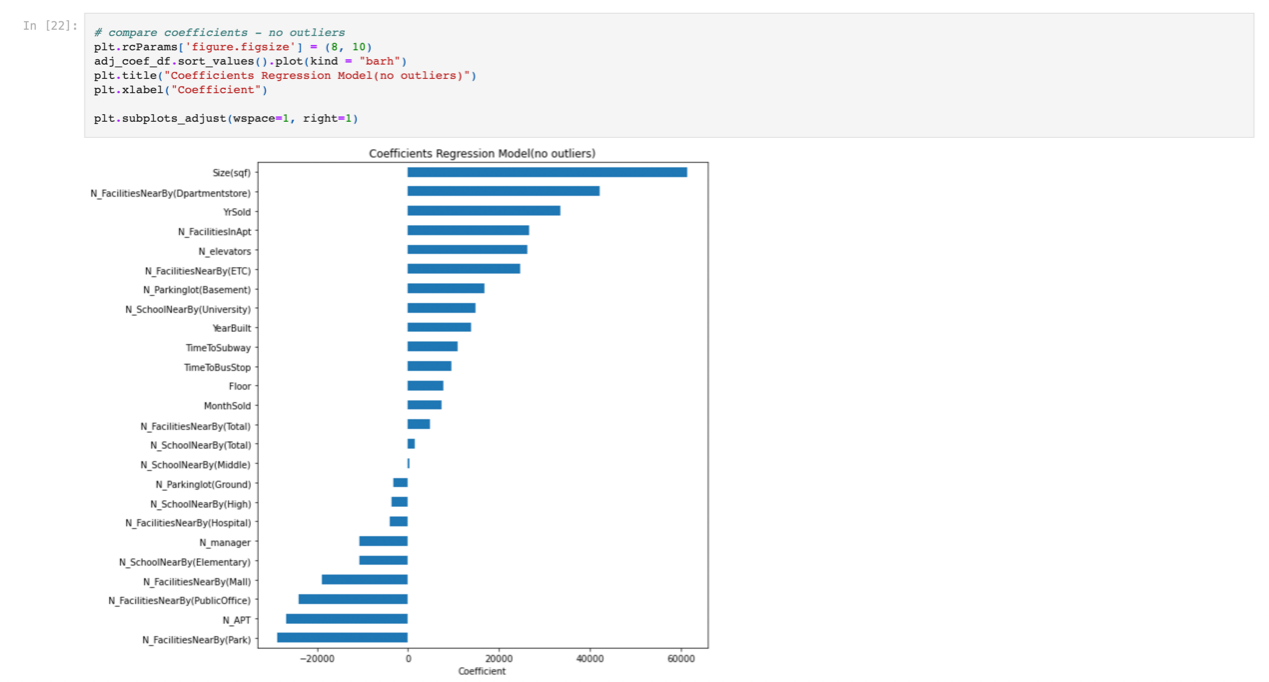 In [22]:
# compare coefficients - no outliers
plt.rcParams['figure.figsize'] = (8, 10)
adj_coef_df.sort_values().plot(kind = "barh")
plt.title("Coefficients Regression Model(no outliers)")
plt.xlabel("Coefficient")
plt.subplots_adjust(wspace=1, right=1)
Coefficients Regression Model(no outliers)
Size(sqf)
N_FacilitiesNearBy(Dpartmentstore)
YrSold
N_FacilitiesInApt
N_elevators
N_FacilitiesNearBy(ETC)
N_Parkinglot(Basement)
N_SchoolNearBy(University)
YearBuilt
TimeToSubway
TimeToBusStop
Floor
MonthSold
N_FacilitiesNearBy(Total)
N_SchoolNearBy(Total)
N_SchoolNearBy(Middle)
N_Parkinglot(Ground)
N_SchoolNearBy(High)
N_FacilitiesNearBy(Hospital)
N_manager
N_SchoolNearBy(Elementary)
N_FacilitiesNearBy(Mall)
N_FacilitiesNearBy(PublicOffice)
N_APT
N_FacilitiesNearBy(Park)
−20000 0 20000 40000 60000
Coefficient